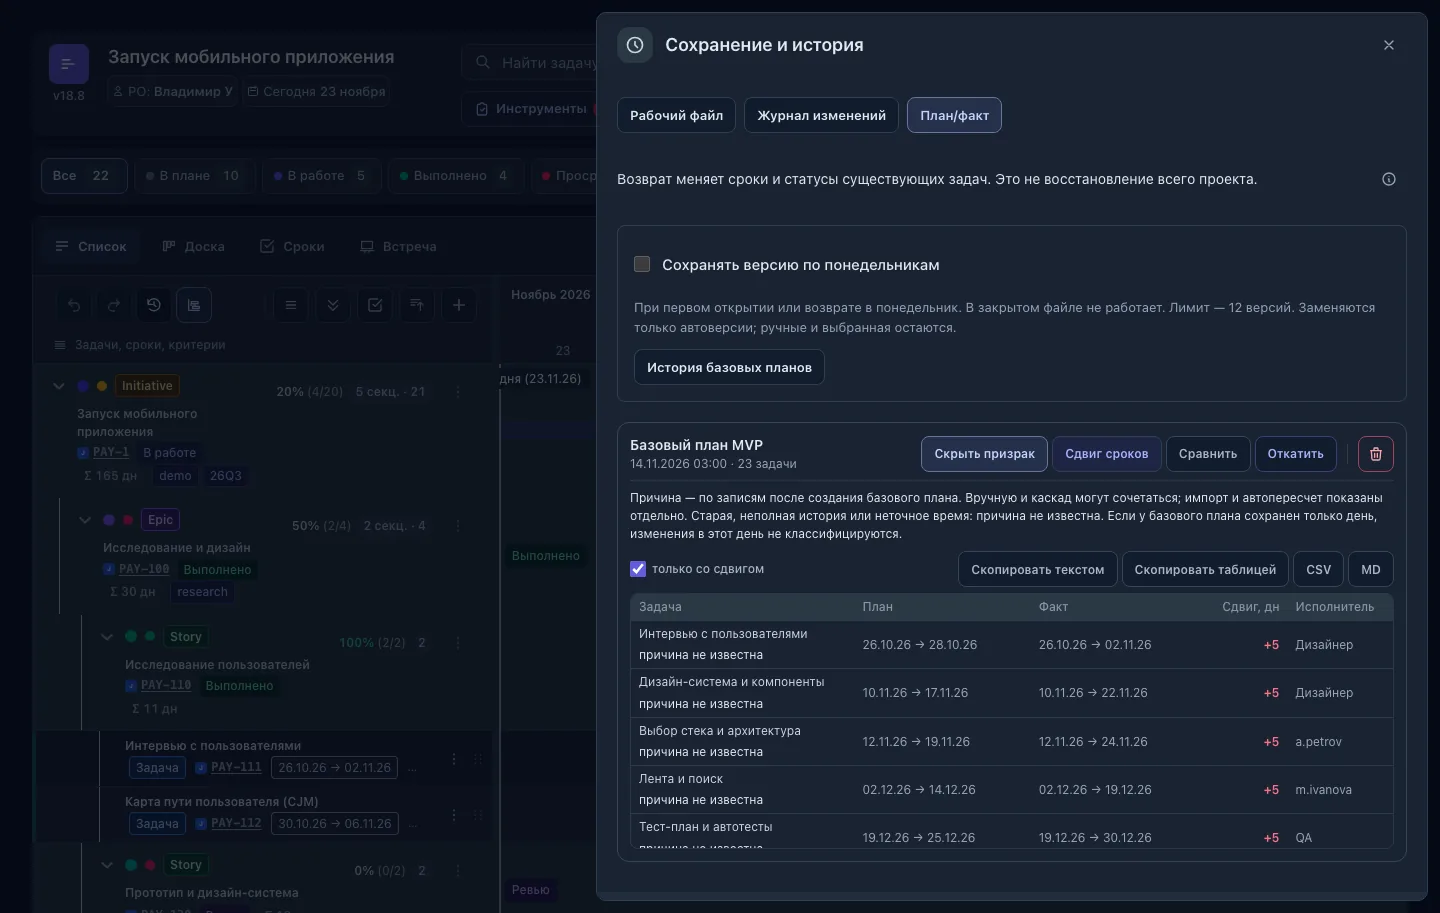 Запуск мобильного приложения
v18.8
PO: Владимир У
Сегодня 23 ноября
Найти задачу
Инструменты
Все 22
В плане 10
В работе 5
Выполнено 4
Проср
Список
Доска
Сроки
Встреча
Ноябрь 2026
Задачи, сроки, критерии
23
дня (23.11.26)
Initiative
20% (4/20) 5 секц. · 21
Запуск мобильного
приложения
PAY-1 В работе
Σ 165 дн demo 26Q3
Epic
50% (2/4) 2 секц. · 4
Исследование и дизайн
PAY-100 Выполнено
Σ 30 дн research
Выполнено
Story
100% (2/2) 2
Исследование пользователей
PAY-110 Выполнено
Σ 11 дн
Интервью с пользователями
Задача PAY-111 26.10.26 → 02.11.26 ...
Карта пути пользователя (CJM)
Задача PAY-112 30.10.26 → 06.11.26 ...
Story
0% (0/2) 2
Прототип и дизайн-система
Ревью
Сохранение и история
Рабочий файл
Журнал изменений
План/факт
Возврат меняет сроки и статусы существующих задач. Это не восстановление всего проекта.
Сохранять версию по понедельникам
При первом открытии или возврате в понедельник. В закрытом файле не работает. Лимит — 12 версий. Заменяются
только автоверсии; ручные и выбранная остаются.
История базовых планов
Базовый план MVP
14.11.2026 03:00 · 23 задачи
Скрыть призрак
Сдвиг сроков
Сравнить
Откатить
Причина — по записям после создания базового плана. Вручную и каскад могут сочетаться; импорт и автопересчет показаны
отдельно. Старая, неполная история или неточное время: причина не известна. Если у базового плана сохранен только день,
изменения в этот день не классифицируются.
только со сдвигом
Скопировать текстом
Скопировать таблицей
CSV
MD
Задача План Факт Сдвиг, дн Исполнитель
Интервью с пользователями
причина не известна
26.10.26 → 28.10.26 26.10.26 → 02.11.26 +5 Дизайнер
Дизайн-система и компоненты
причина не известна
10.11.26 → 17.11.26 10.11.26 → 22.11.26 +5 Дизайнер
Выбор стека и архитектура
причина не известна
12.11.26 → 19.11.26 12.11.26 → 24.11.26 +5 a.petrov
Лента и поиск
причина не известна
02.12.26 → 14.12.26 02.12.26 → 19.12.26 +5 m.ivanova
Тест-план и автотесты
причина не известна
19.12.26 → 25.12.26 19.12.26 → 30.12.26 +5 QA